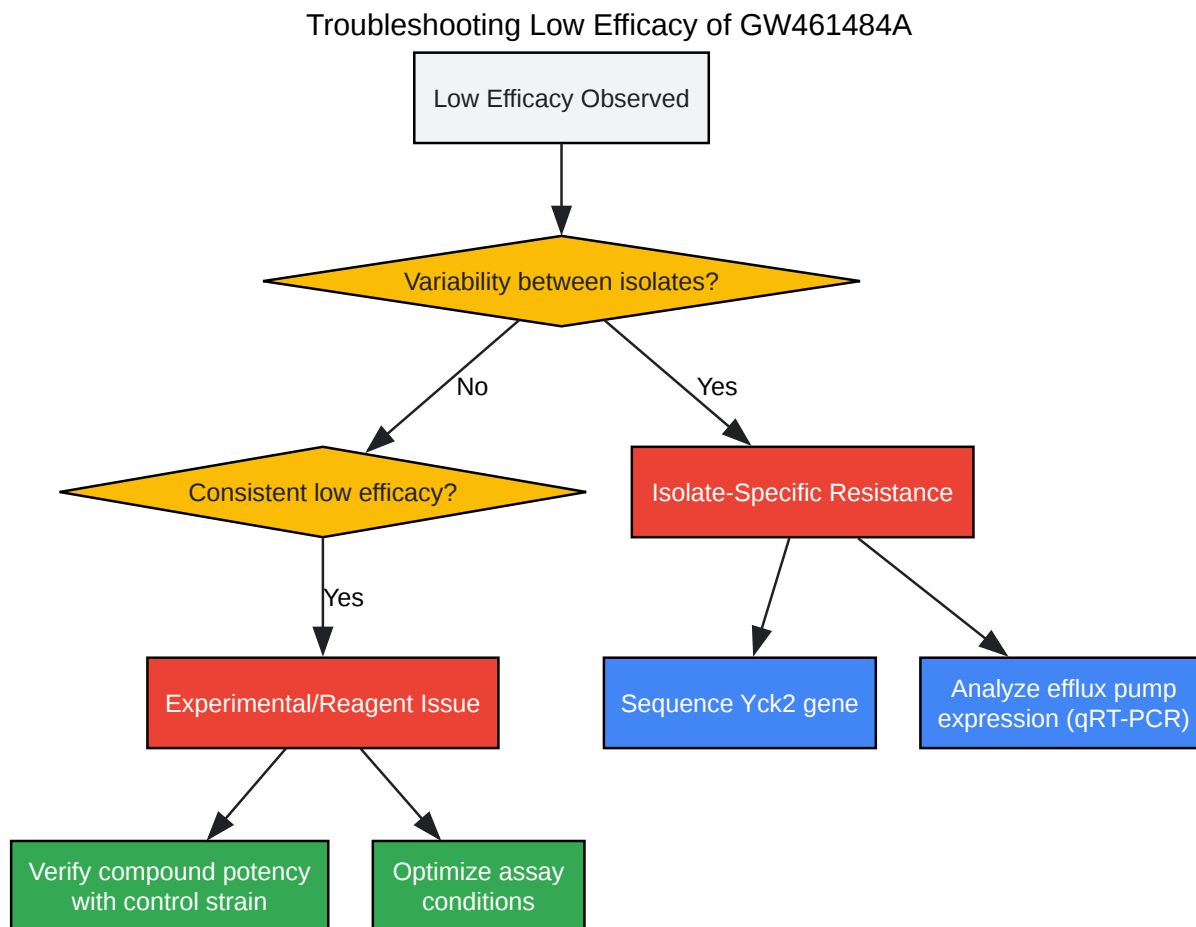 Troubleshooting Low Efficacy of GW461484A
Low Efficacy Observed
Variability between isolates?
No
Yes
Consistent low efficacy?
Isolate-Specific Resistance
Yes
Experimental/Reagent Issue
Sequence Yck2 gene
Analyze efflux pump
expression (qRT-PCR)
Verify compound potency
with control strain
Optimize assay
conditions